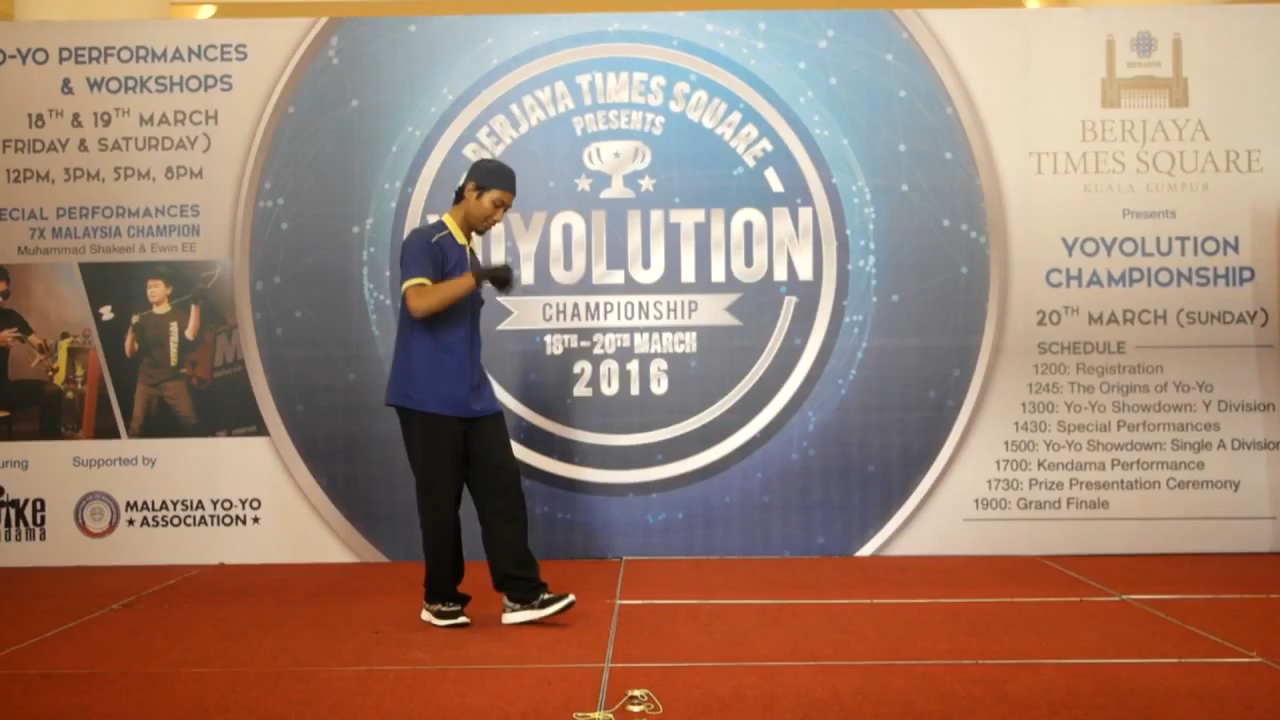 O-YO PERFORMANCES
& WORKSHOPS
18TH & 19TH MARCH
FRIDAY & SATURDAY)
12PM, 3PM, 5PM, 8PM
ECIAL PERFORMANCES
7X MALAYSIA CHAMPION
Muhammad Shakeel & Ewin EE
uring
Supported by
ike
dama
MALAYSIA YO-YO
★ ASSOCIATION ★
BERJAYA TIMES SQUARE
PRESENTS
OYOLUTION
CHAMPIONSHIP
18TH-20TH MARCH
2016
BERJAYA
TIMES SQUARE
KUALA LUMPUR
Presents
YOYOLUTION
CHAMPIONSHIP
20TH MARCH (SUNDAY)
SCHEDULE
1200: Registration
1245: The Origins of Yo-Yo
1300: Yo-Yo Showdown: Y Division
1430: Special Performances
1500: Yo-Yo Showdown: Single A Division
1700: Kendama Performance
1730: Prize Presentation Ceremony
1900: Grand Finale